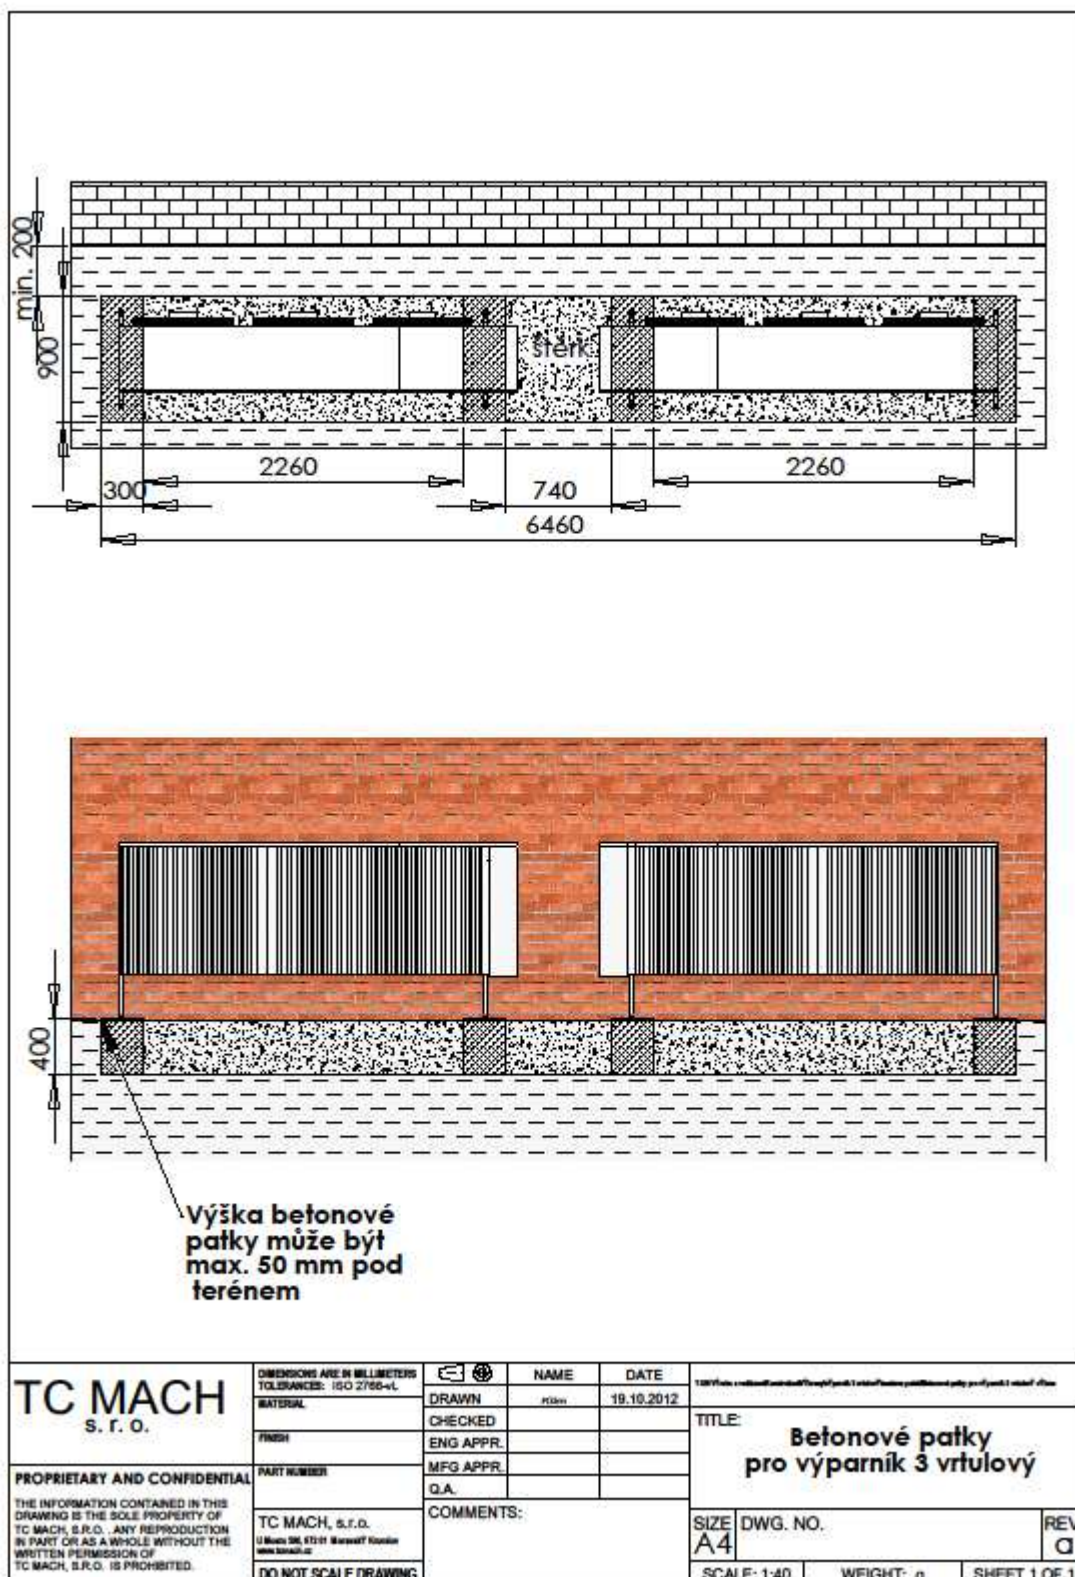 min. 200
900
štěrk
2260
2260
300
740
6460
400
Výška betonové
patky může být
max. 50 mm pod
terénem
TC MACH
s. r. o.
PROPRIETARY AND CONFIDENTIAL
THE INFORMATION CONTAINED IN THIS
DRAWING IS THE SOLE PROPERTY OF
TC MACH, S.R.O. . ANY REPRODUCTION
IN PART OR AS A WHOLE WITHOUT THE
WRITTEN PERMISSION OF
TC MACH, S.R.O. IS PROHIBITED.
DIMENSIONS ARE IN MILLIMETERS
TOLERANCES: ISO 2768-vL
MATERIAL
FINISH
PART NUMBER
TC MACH, s.r.o.
DO NOT SCALE DRAWING
NAME DATE
DRAWN 19.10.2012
CHECKED
ENG APPR.
MFG APPR.
Q.A.
COMMENTS:
TITLE:
Betonové patky
pro výparník 3 vrtulový
SIZE DWG. NO. REV
A4 a
SCALE: 1:40 WEIGHT: g SHEET 1 OF 1